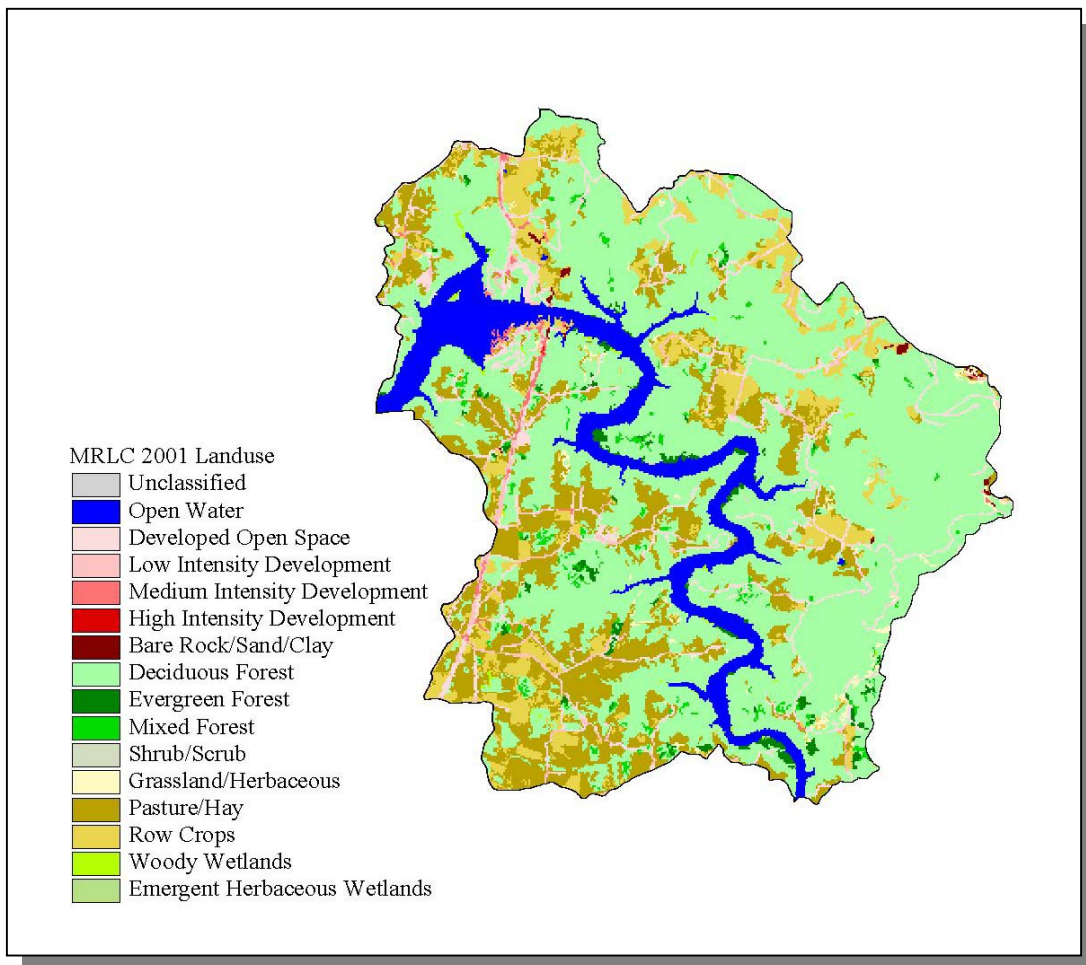 MRLC 2001 Landuse
Unclassified
Open Water
Developed Open Space
Low Intensity Development
Medium Intensity Development
High Intensity Development
Bare Rock/Sand/Clay
Deciduous Forest
Evergreen Forest
Mixed Forest
Shrub/Scrub
Grassland/Herbaceous
Pasture/Hay
Row Crops
Woody Wetlands
Emergent Herbaceous Wetlands